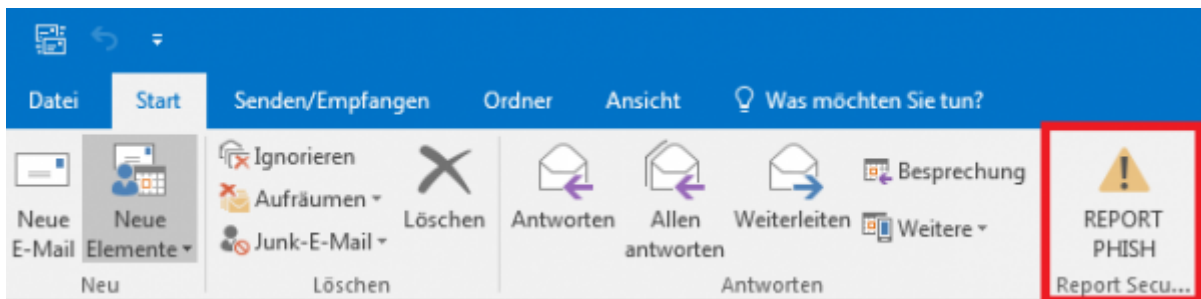 Datei Start Senden/Empfangen Ordner Ansicht Was möchten Sie tun?
Neue
E-Mail
Neue
Elemente
Ignorieren
Aufräumen
Junk-E-Mail
Löschen
Antworten
Allen
antworten
Weiterleiten
Besprechung
Weitere
REPORT
PHISH
Neu Löschen Antworten Report Secu...